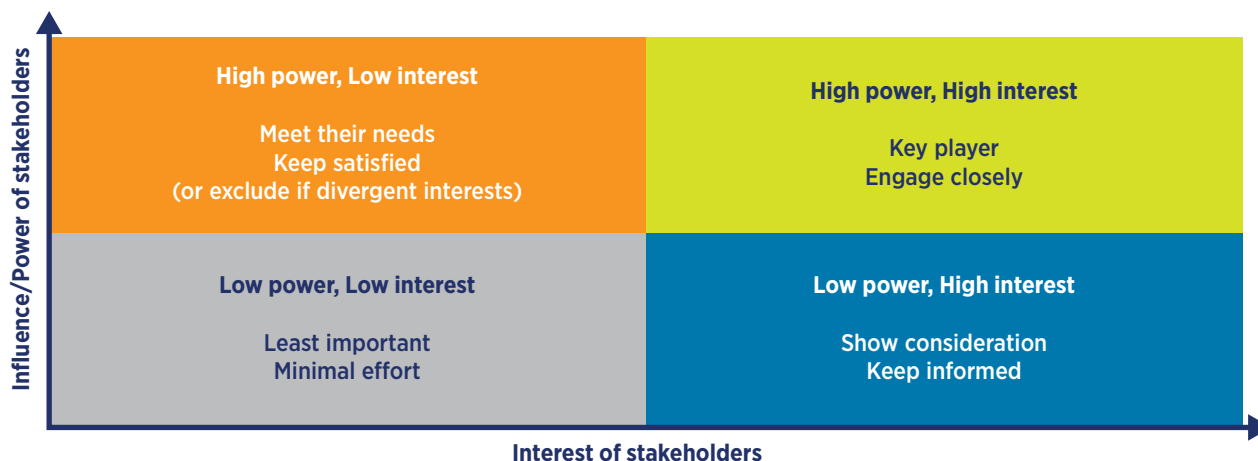 Influence/Power of stakeholders
High power, Low interest
Meet their needs
Keep satisfied
(or exclude if divergent interests)
High power, High interest
Key player
Engage closely
Low power, Low interest
Least important
Minimal effort
Low power, High interest
Show consideration
Keep informed
Interest of stakeholders